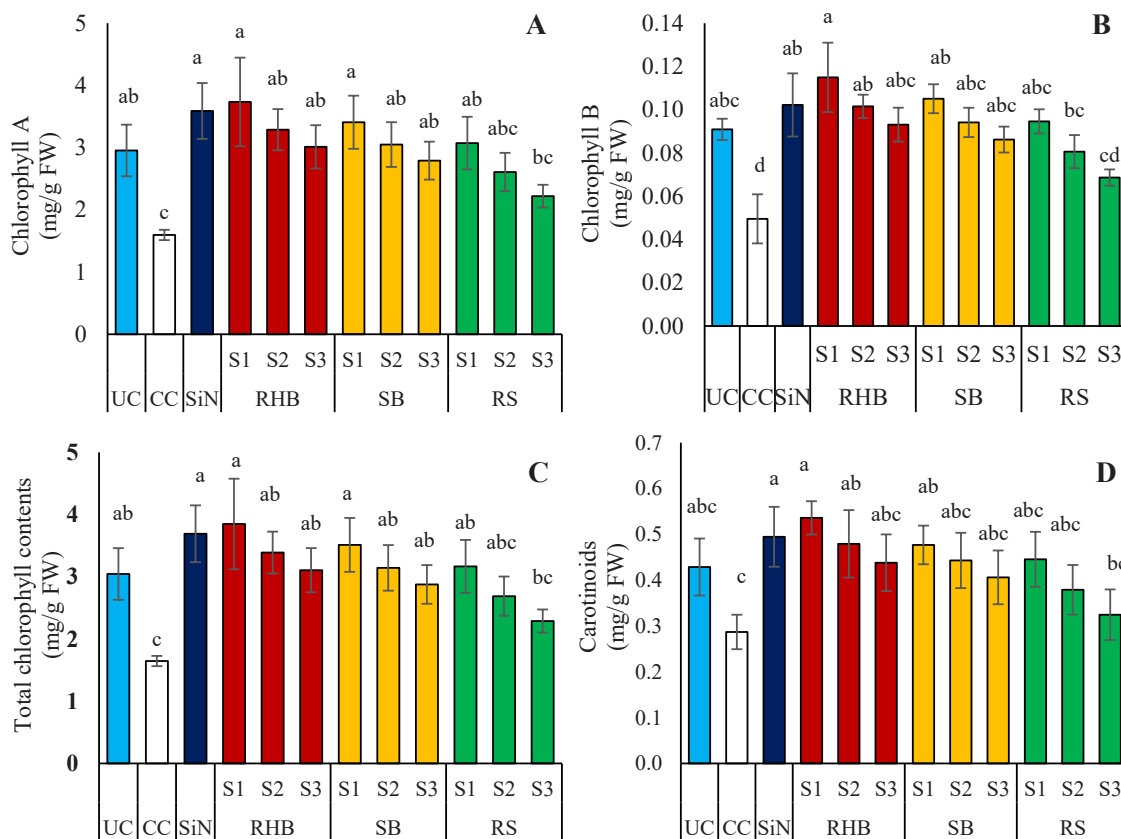 A
Chlorophyll A
(mg/g FW)
5
4
3
2
1
0
ab c a a ab ab a ab ab ab abc bc
S1 S2 S3 S1 S2 S3 S1 S2 S3
UC CC SiN RHB SB RS
B
Chlorophyll B
(mg/g FW)
0.14
0.12
0.10
0.08
0.06
0.04
0.02
0.00
abc d ab a ab abc ab abc abc abc bc cd
S1 S2 S3 S1 S2 S3 S1 S2 S3
UC CC SiN RHB SB RS
C
Total chlorophyll contents
(mg/g FW)
5
4
3
2
1
0
ab c a a ab ab a ab ab ab abc bc
S1 S2 S3 S1 S2 S3 S1 S2 S3
UC CC SiN RHB SB RS
D
Carotinoids
(mg/g FW)
0.7
0.6
0.5
0.4
0.3
0.2
0.1
0.0
abc c a a ab abc ab abc abc abc abc bc
S1 S2 S3 S1 S2 S3 S1 S2 S3
UC CC SiN RHB SB RS